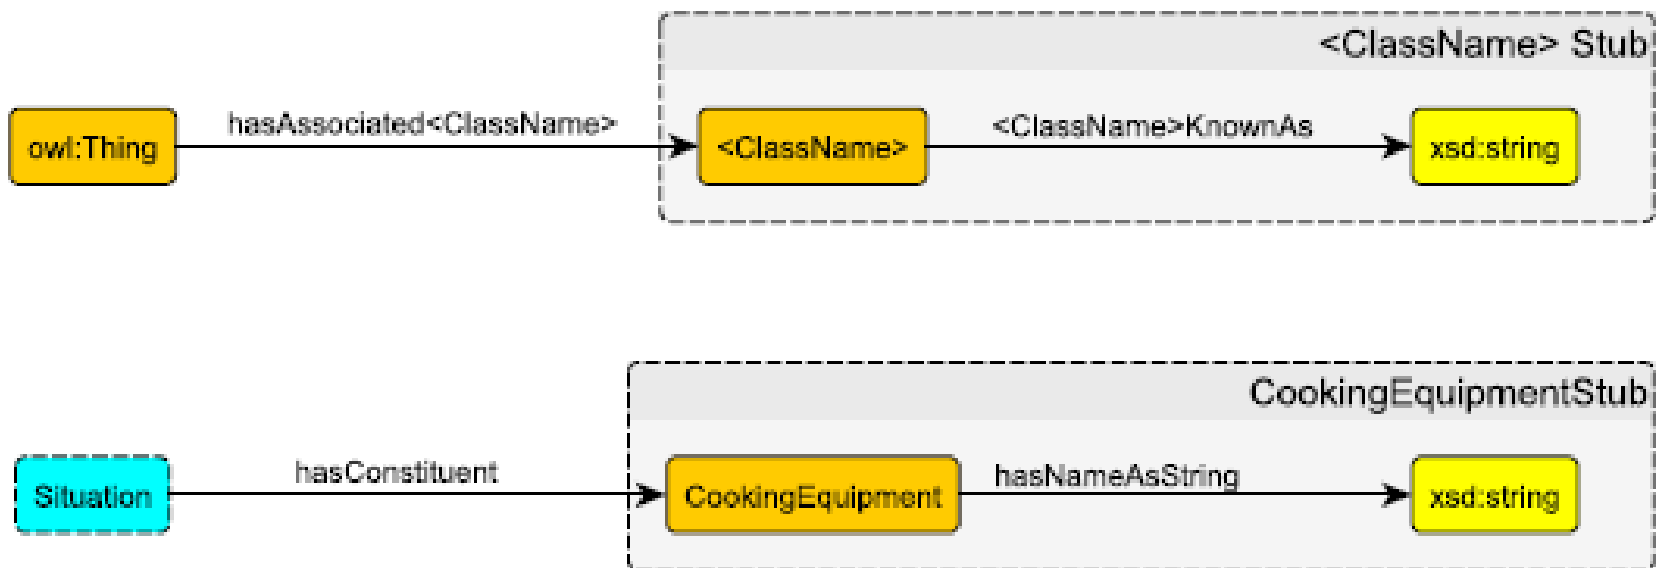 <ClassName> Stub
owl:Thing
hasAssociated<ClassName>
<ClassName>
<ClassName>KnownAs
xsd:string
CookingEquipmentStub
Situation
hasConstituent
CookingEquipment
hasNameAsString
xsd:string